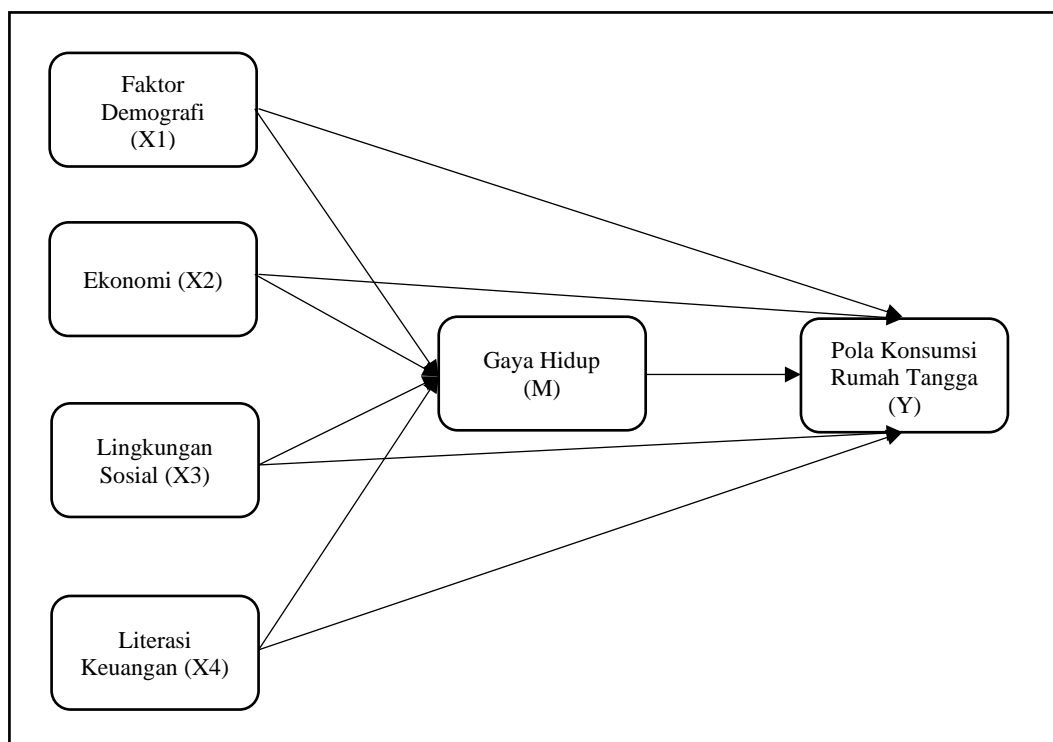 Faktor
Demografi
(X1)
Ekonomi (X2)
Lingkungan
Sosial (X3)
Literasi
Keuangan (X4)
Gaya Hidup
(M)
Pola Konsumsi
Rumah Tangga
(Y)